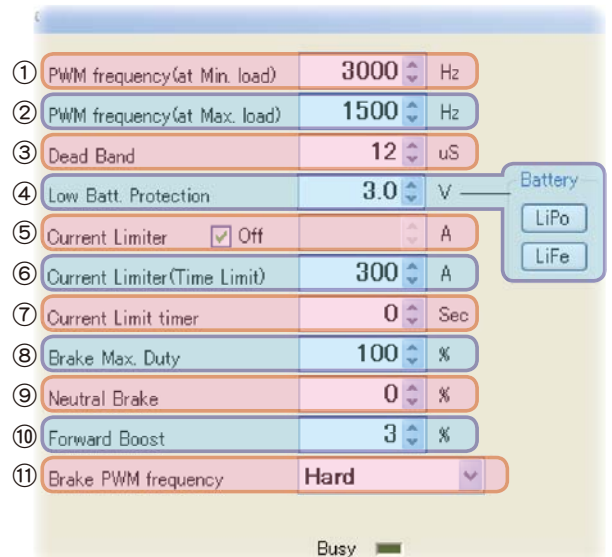 ① PWM frequency(at Min. load) 3000 Hz
② PWM frequency(at Max. load) 1500 Hz
③ Dead Band 12 uS
④ Low Batt. Protection 3.0 V
Battery
LiPo
LiFe
⑤ Current Limiter Off A
⑥ Current Limiter(Time Limit) 300 A
⑦ Current Limit timer 0 Sec
⑧ Brake Max. Duty 100 %
⑨ Neutral Brake 0 %
⑩ Forward Boost 3 %
⑪ Brake PWM frequency Hard
Busy